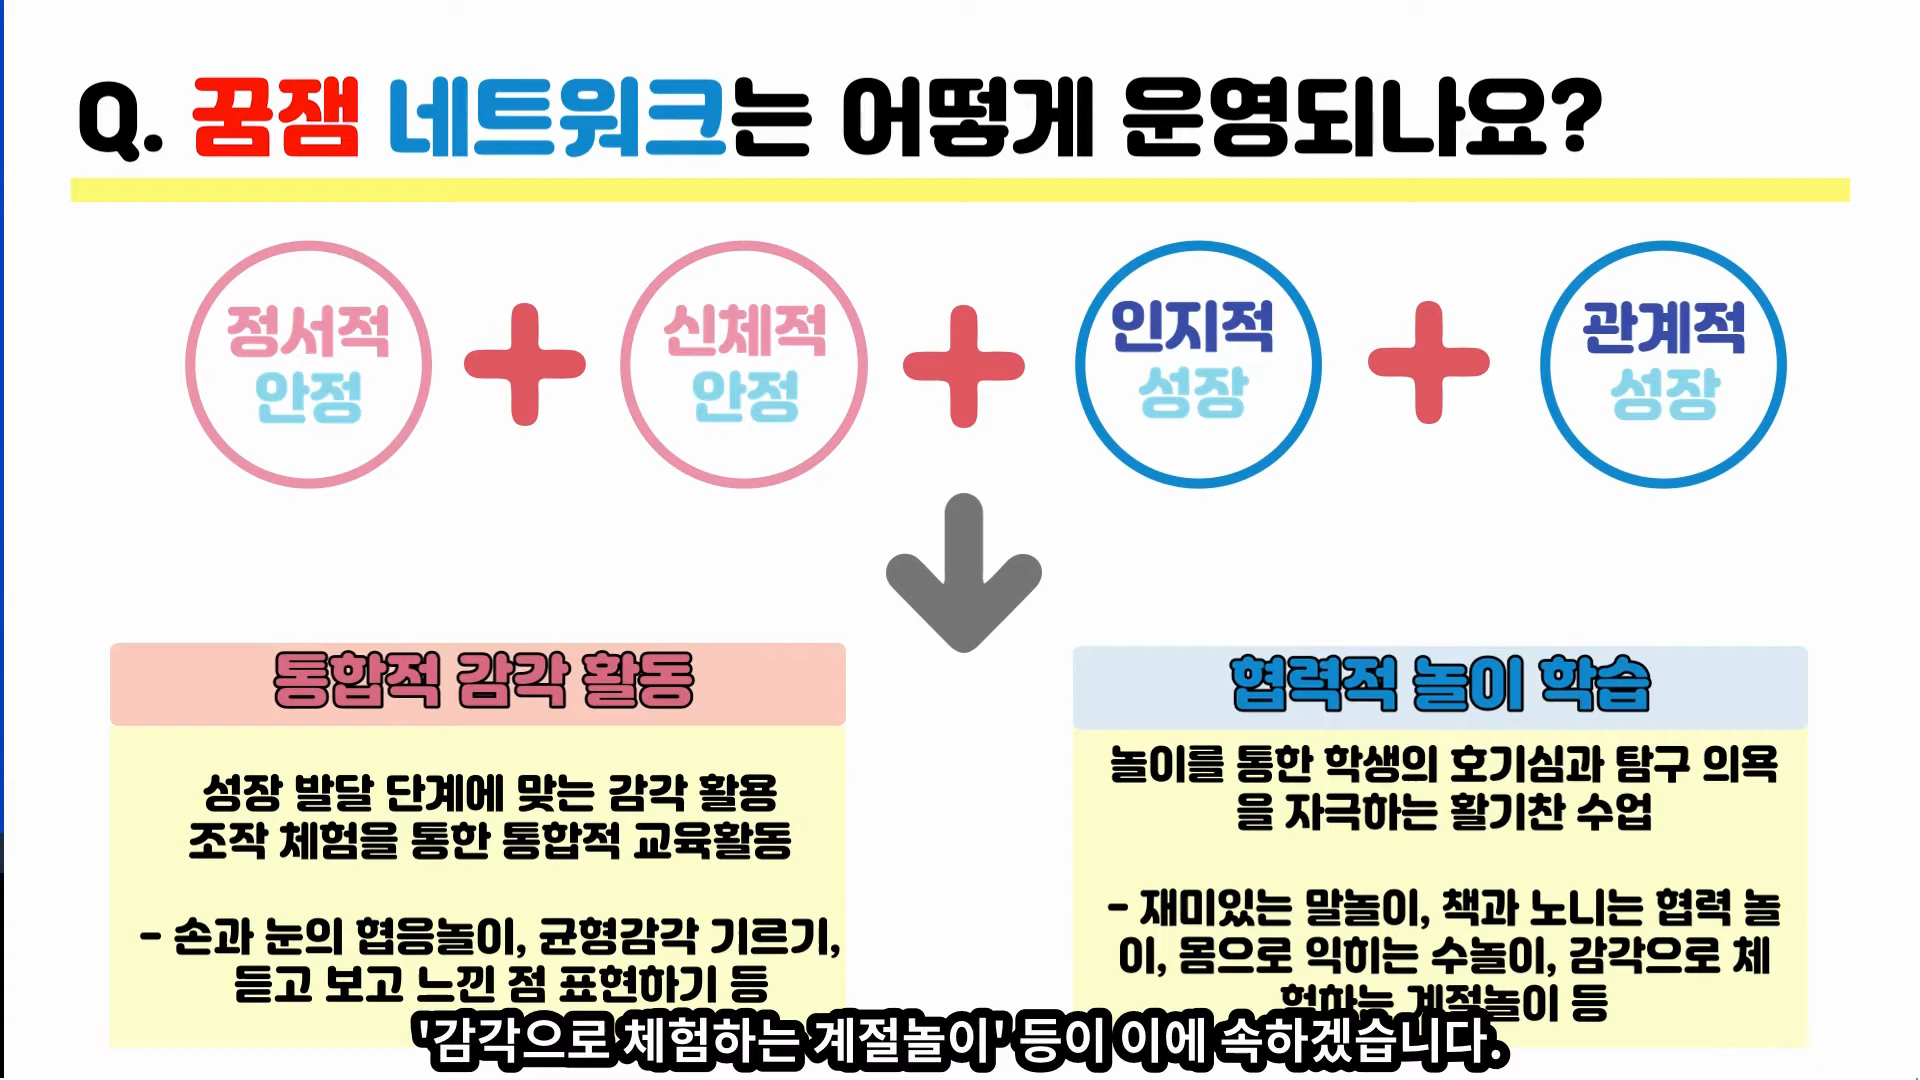 Q. 꿈잼 네트워크는 어떻게 운영되나요?
정서적
안정
신체적
안정
인지적
성장
관계적
성장
통합적 감각 활동
성장 발달 단계에 맞는 감각 활용
조작 체험을 통한 통합적 교육활동
- 손과 눈의 협응놀이, 균형감각 기르기,
듣고 보고 느낀 점 표현하기 등
협력적 놀이 학습
놀이를 통한 학생의 호기심과 탐구 의욕
을 자극하는 활기찬 수업
- 재미있는 말놀이, 책과 노니는 협력 놀
이, 몸으로 익히는 수놀이, 감각으로 체
험하는 계절놀이 등
'감각으로 체험하는 계절놀이' 등이 이에 속하겠습니다.